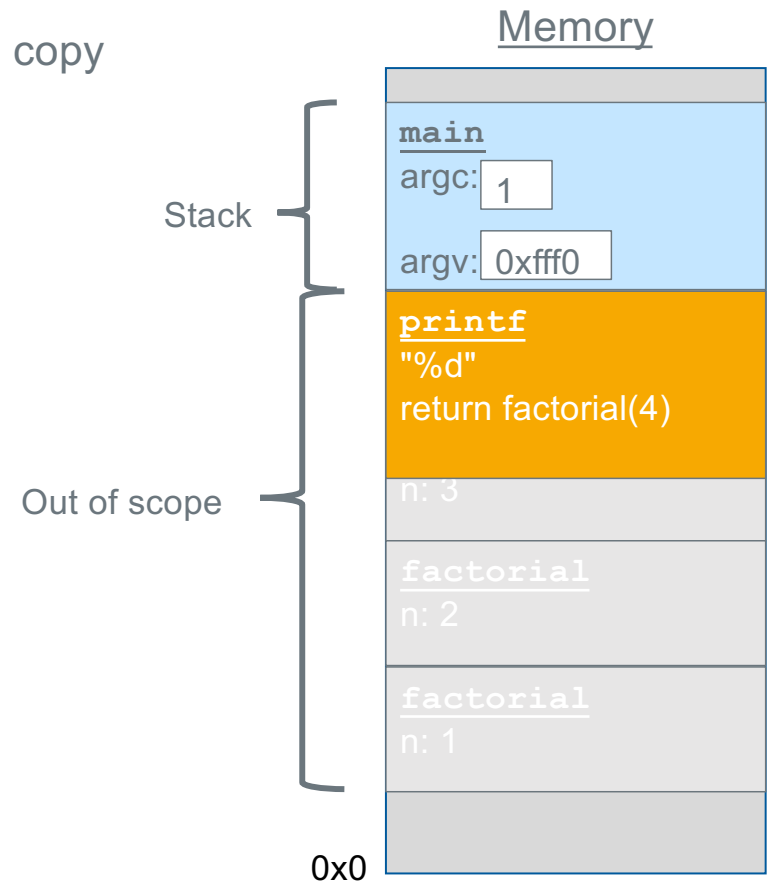 copy
Memory
Stack
main
argc: 1
argv: 0xfff0
printf
"%d"
return factorial(4)
Out of scope
n: 3
factorial
n: 2
factorial
n: 1
0x0